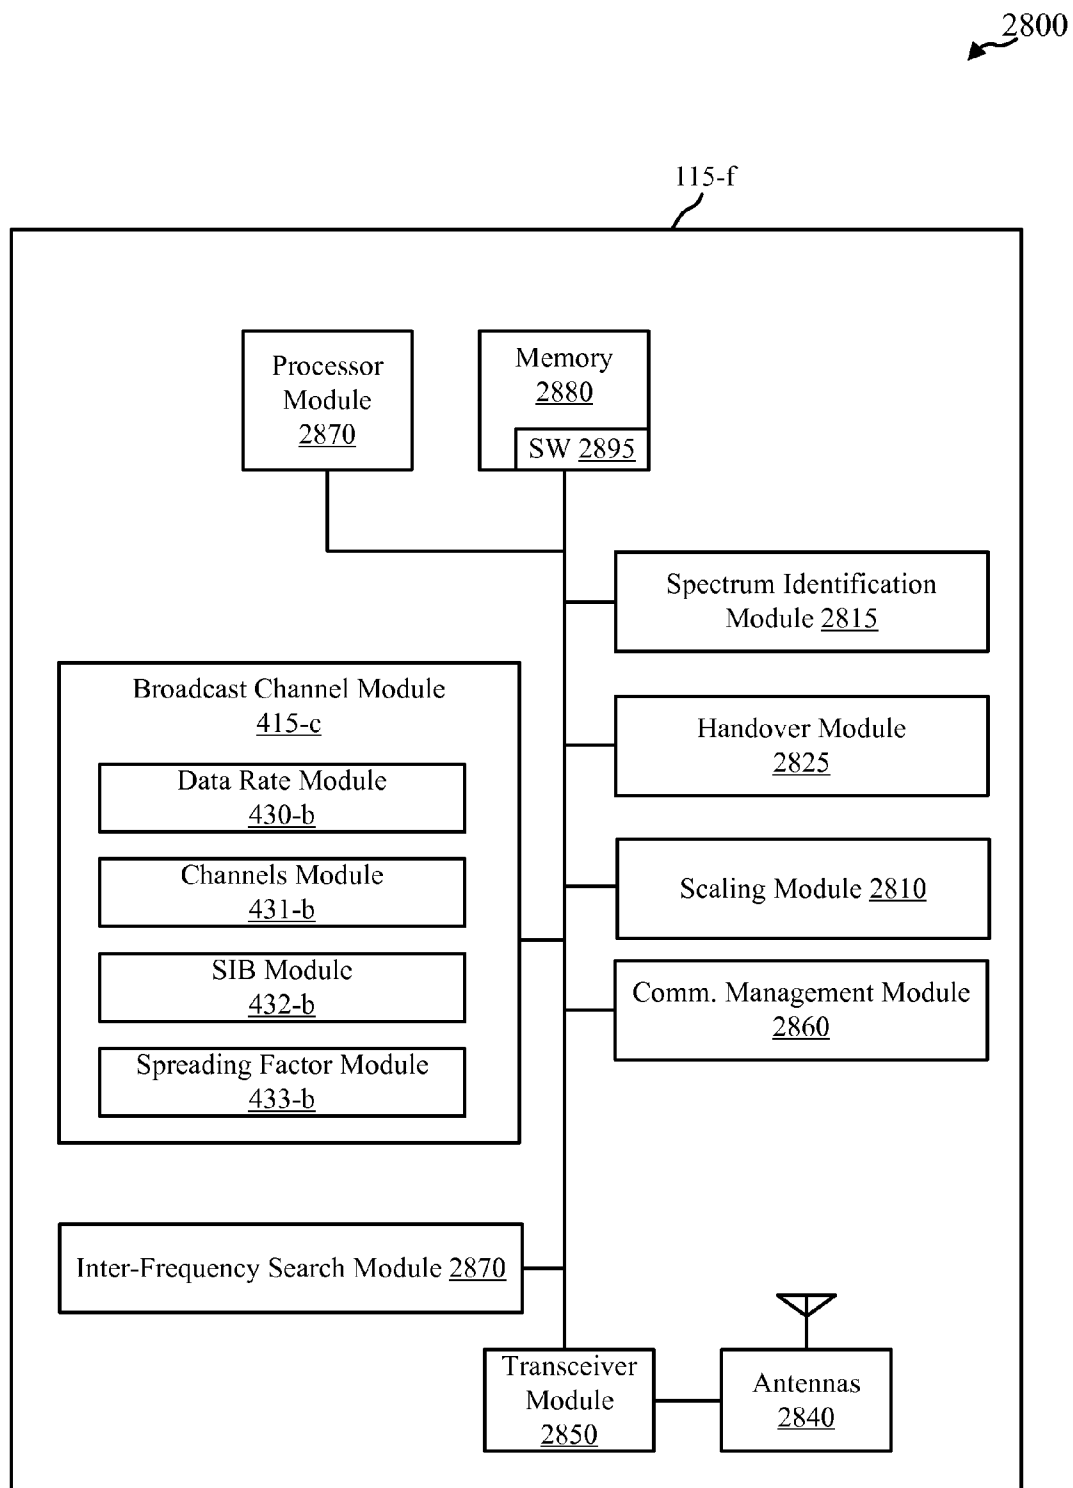 2800
115-f
Processor
Module
2870
Memory
2880
SW 2895
Spectrum Identification
Module 2815
Broadcast Channel Module
415-c
Data Rate Module
430-b
Channels Module
431-b
SIB Module
432-b
Spreading Factor Module
433-b
Handover Module
2825
Scaling Module 2810
Comm. Management Module
2860
Inter-Frequency Search Module 2870
Transceiver
Module
2850
Antennas
2840